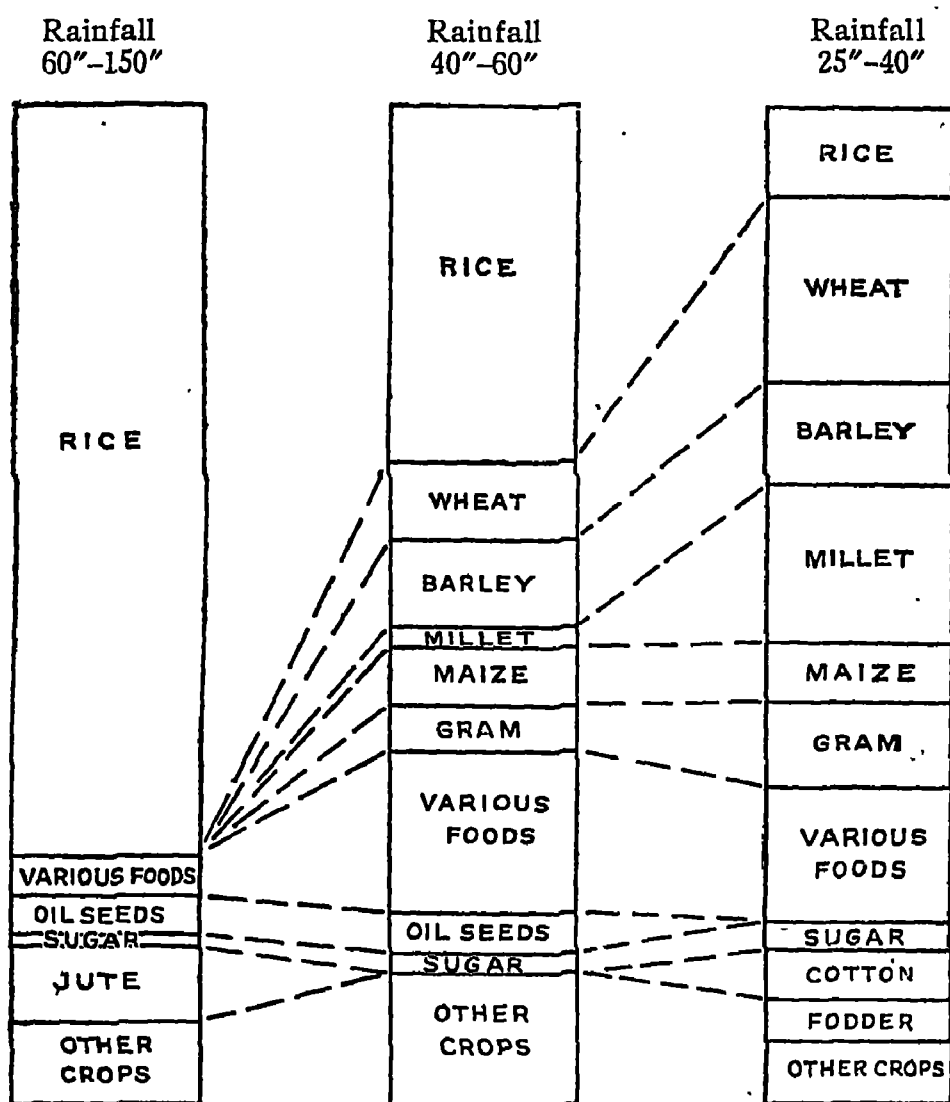 Rainfall
60"–150"
RICE
VARIOUS FOODS
OIL SEEDS
SUGAR
JUTE
OTHER
CROPS
Rainfall
40"–60"
RICE
WHEAT
BARLEY
MILLET
MAIZE
GRAM
VARIOUS
FOODS
OIL SEEDS
SUGAR
OTHER
CROPS
Rainfall
25"–40"
RICE
WHEAT
BARLEY
MILLET
MAIZE
GRAM
VARIOUS
FOODS
SUGAR
COTTON
FODDER
OTHER CROPS